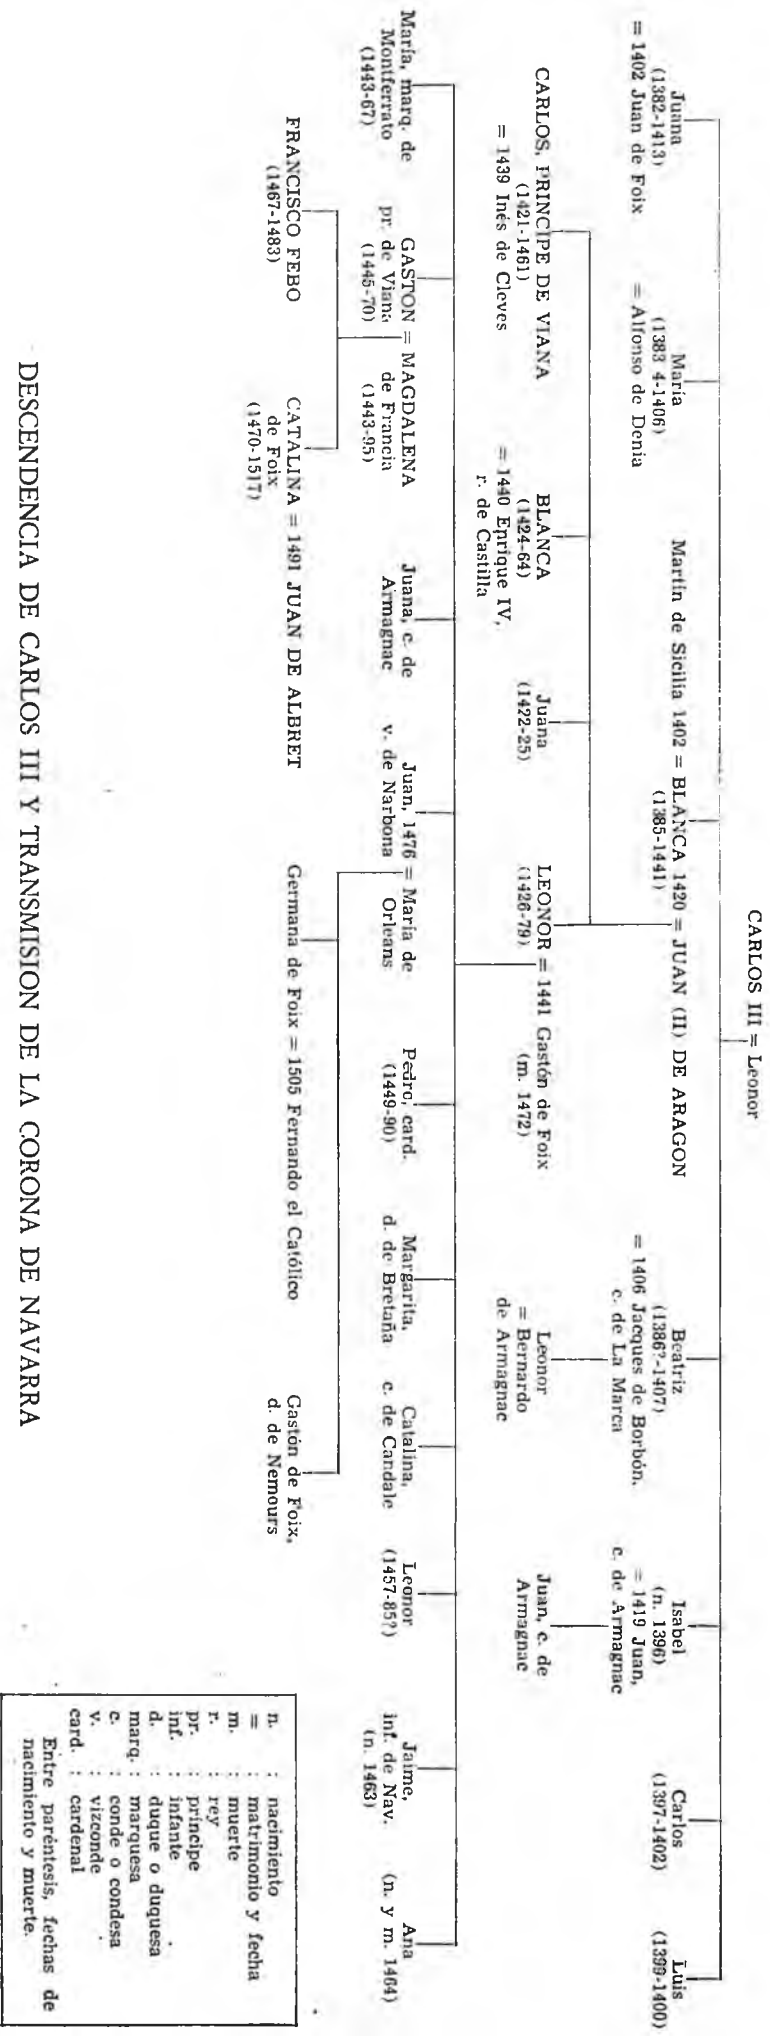 CARLOS III = Leonor
Juana
(1382-1413)
= 1402 Juan de Foix
María
(1383 4-1406)
= Alfonso de Denia
Martín de Sicilia 1402 = BLANCA 1420 = JUAN (II) DE ARAGON
(1385-1441)
Beatriz
(1386?-1407)
= 1406 Jacques de Borbón,
c. de La Marca
Isabel
(n. 1396)
= 1419 Juan,
c. de Armagnac
Carlos
(1397-1402)
Luis
(1399-1400)
CARLOS, PRINCIPE DE VIANA
(1421-1461)
= 1439 Inés de Cleves
BLANCA
(1424-64)
= 1440 Enrique IV,
r. de Castilla
Juana
(1422-25)
LEONOR = 1441 Gastón de Foix
(1426-79) (m. 1472)
Leonor
= Bernardo
de Armagnac
Juan, c. de
Armagnac
María, marq. de
Montferrato
(1443-67)
GASTON = MAGDALENA
pr. de Viana de Francia
(1445-70) (1443-95)
Juana, c. de
Armagnac
Juan, 1476 = María de
v. de Narbona Orleans
Pedro, card.
(1449-90)
Margarita,
d. de Bretaña
Catalina,
c. de Candale
Leonor
(1457-85?)
Jaime,
inf. de Nav.
(n. 1463)
Ana
(n. y m. 1464)
FRANCISCO FEBO
(1467-1483)
CATALINA = 1491 JUAN DE ALBRET
de Foix
(1470-1517)
Germana de Foix = 1505 Fernando el Católico
Gastón de Foix,
d. de Nemours
n. : nacimiento
= : matrimonio y fecha
m. : muerte
r. : rey
pr. : príncipe
inf. : infante
d. : duque o duquesa
marq. : marquesa
c. : conde o condesa
v. : vizconde
card. : cardenal
Entre paréntesis, fechas de
nacimiento y muerte.
DESCENDENCIA DE CARLOS III Y TRANSMISION DE LA CORONA DE NAVARRA